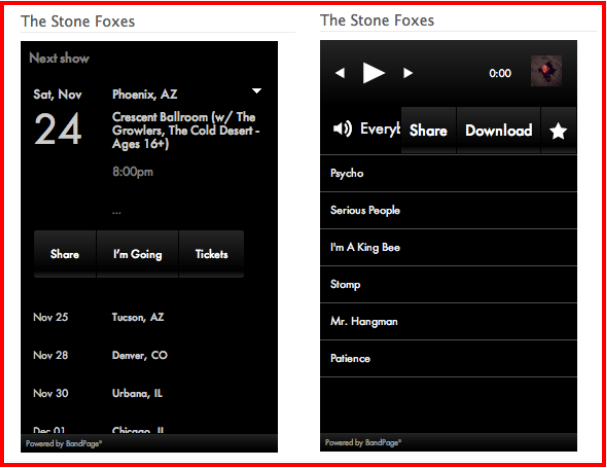 The Stone Foxes
Next show
Sat, Nov
24
Phoenix, AZ
Crescent Ballroom (w/ The
Growlers, The Cold Desert -
Ages 16+)
8:00pm
...
Share I'm Going Tickets
Nov 25 Tucson, AZ
Nov 28 Denver, CO
Nov 30 Urbana, IL
Dec 01 Chicago, IL
Powered by BandPage®
The Stone Foxes
0:00
Everyb Share Download
Psycho
Serious People
I'm A King Bee
Stomp
Mr. Hangman
Patience
Powered by BandPage®